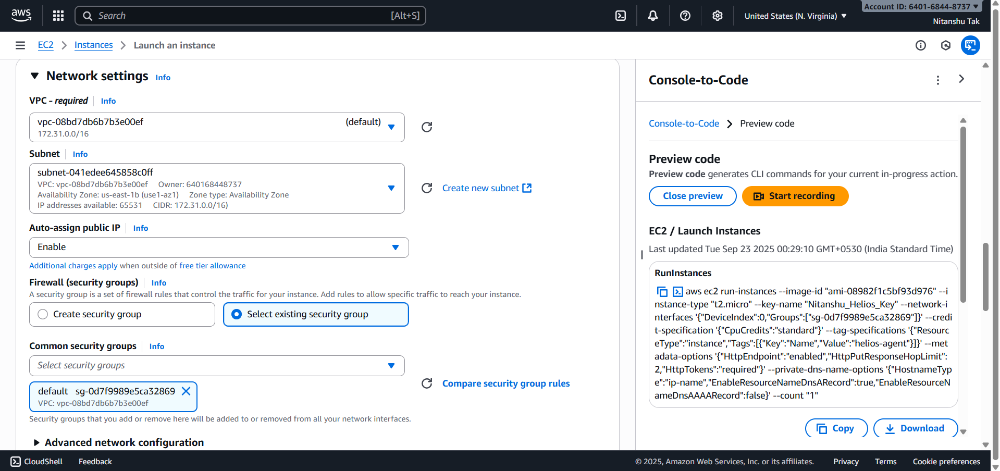 aws
Search [Alt+S]
United States (N. Virginia)
Account ID: 6401-6844-8737
Nitanshu Tak
EC2 > Instances > Launch an instance
Network settings Info
VPC - required Info
vpc-08bd7db6b7b3e00ef (default)
172.31.0.0/16
Subnet Info
subnet-041edee645858c0ff
VPC: vpc-08bd7db6b7b3e00ef Owner: 640168448737
Availability Zone: us-east-1b (use1-az1) Zone type: Availability Zone
IP addresses available: 65531 CIDR: 172.31.0.0/16)
Create new subnet
Auto-assign public IP Info
Enable
Additional charges apply when outside of free tier allowance
Firewall (security groups) Info
A security group is a set of firewall rules that control the traffic for your instance. Add rules to allow specific traffic to reach your instance.
Create security group
Select existing security group
Common security groups Info
Select security groups
default sg-0d7f9989e5ca32869
VPC: vpc-08bd7db6b7b3e00ef
Compare security group rules
Security groups that you add or remove here will be added to or removed from all your network interfaces.
Advanced network configuration
Console-to-Code
Console-to-Code > Preview code
Preview code
Preview code generates CLI commands for your current in-progress action.
Close preview
Start recording
EC2 / Launch Instances
Last updated Tue Sep 23 2025 00:29:10 GMT+0530 (India Standard Time)
RunInstances
aws ec2 run-instances --image-id "ami-08982f1c5bf93d976" --i
nstance-type "t2.micro" --key-name "Nitanshu_Helios_Key" --network-i
nterfaces '{"DeviceIndex":0,"Groups":["sg-0d7f9989e5ca32869"]}' --credi
t-specification '{"CpuCredits":"standard"}' --tag-specifications '{"Resourc
eType":"instance","Tags":[{"Key":"Name","Value":"helios-agent"}]}' --met
adata-options '{"HttpEndpoint":"enabled","HttpPutResponseHopLimit":
2,"HttpTokens":"required"}' --private-dns-name-options '{"HostnameTyp
e":"ip-name","EnableResourceNameDnsARecord":true,"EnableResourceN
ameDnsAAAARecord":false}' --count "1"
Copy
Download
CloudShell
Feedback
© 2025, Amazon Web Services, Inc. or its affiliates.
Privacy
Terms
Cookie preferences